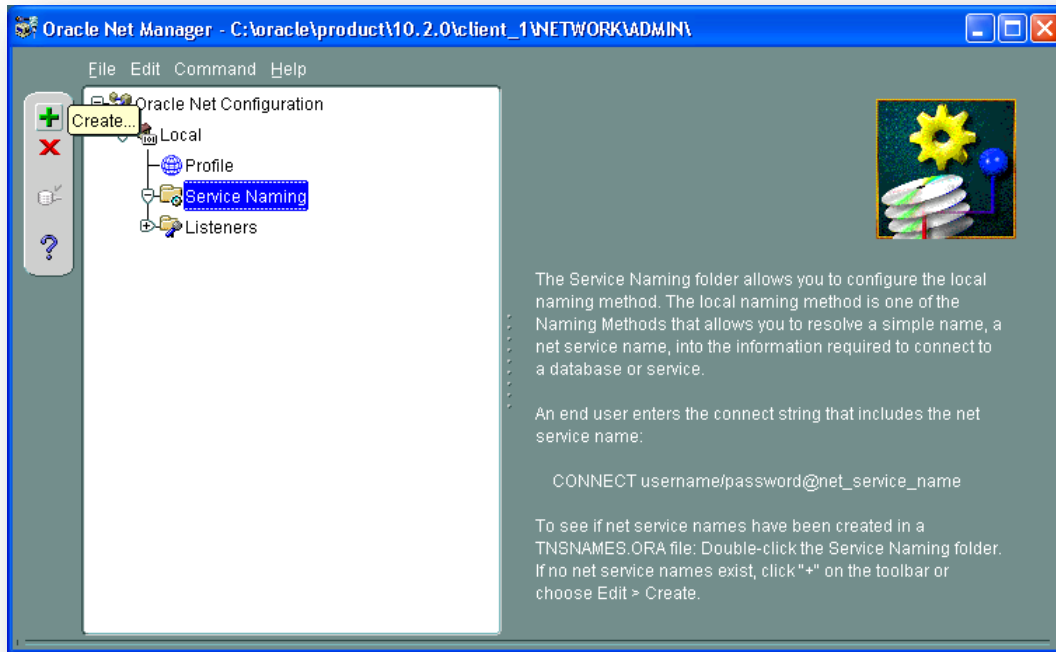 Oracle Net Manager - C:\oracle\product\10.2.0\client_1\NETWORK\ADMIN\
File Edit Command Help
Oracle Net Configuration
Create...
Local
Profile
Service Naming
Listeners
The Service Naming folder allows you to configure the local
naming method. The local naming method is one of the
Naming Methods that allows you to resolve a simple name, a
net service name, into the information required to connect to
a database or service.
An end user enters the connect string that includes the net
service name:
CONNECT username/password@net_service_name
To see if net service names have been created in a
TNSNAMES.ORA file: Double-click the Service Naming folder.
If no net service names exist, click "+" on the toolbar or
choose Edit > Create.